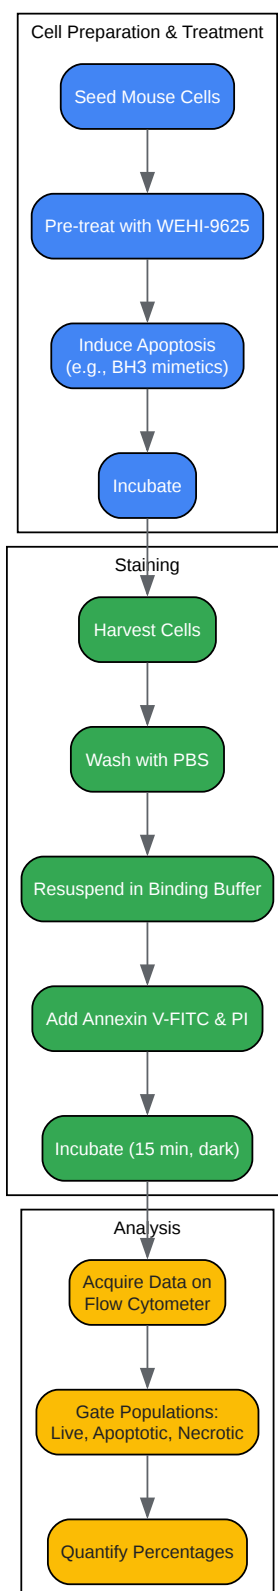 Cell Preparation & Treatment
Seed Mouse Cells
Pre-treat with WEHI-9625
Induce Apoptosis
(e.g., BH3 mimetics)
Incubate
Staining
Harvest Cells
Wash with PBS
Resuspend in Binding Buffer
Add Annexin V-FITC & PI
Incubate (15 min, dark)
Analysis
Acquire Data on
Flow Cytometer
Gate Populations:
Live, Apoptotic, Necrotic
Quantify Percentages